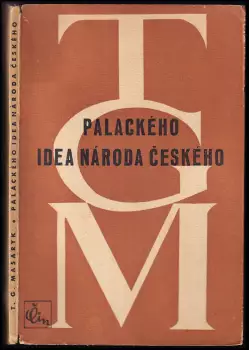 T. G. MASARYK • PALACKÉHO IDEA NÁRODA ČESKÉHO
TGM
PALACKÉHO
IDEA NÁRODA ČESKÉHO
Čin